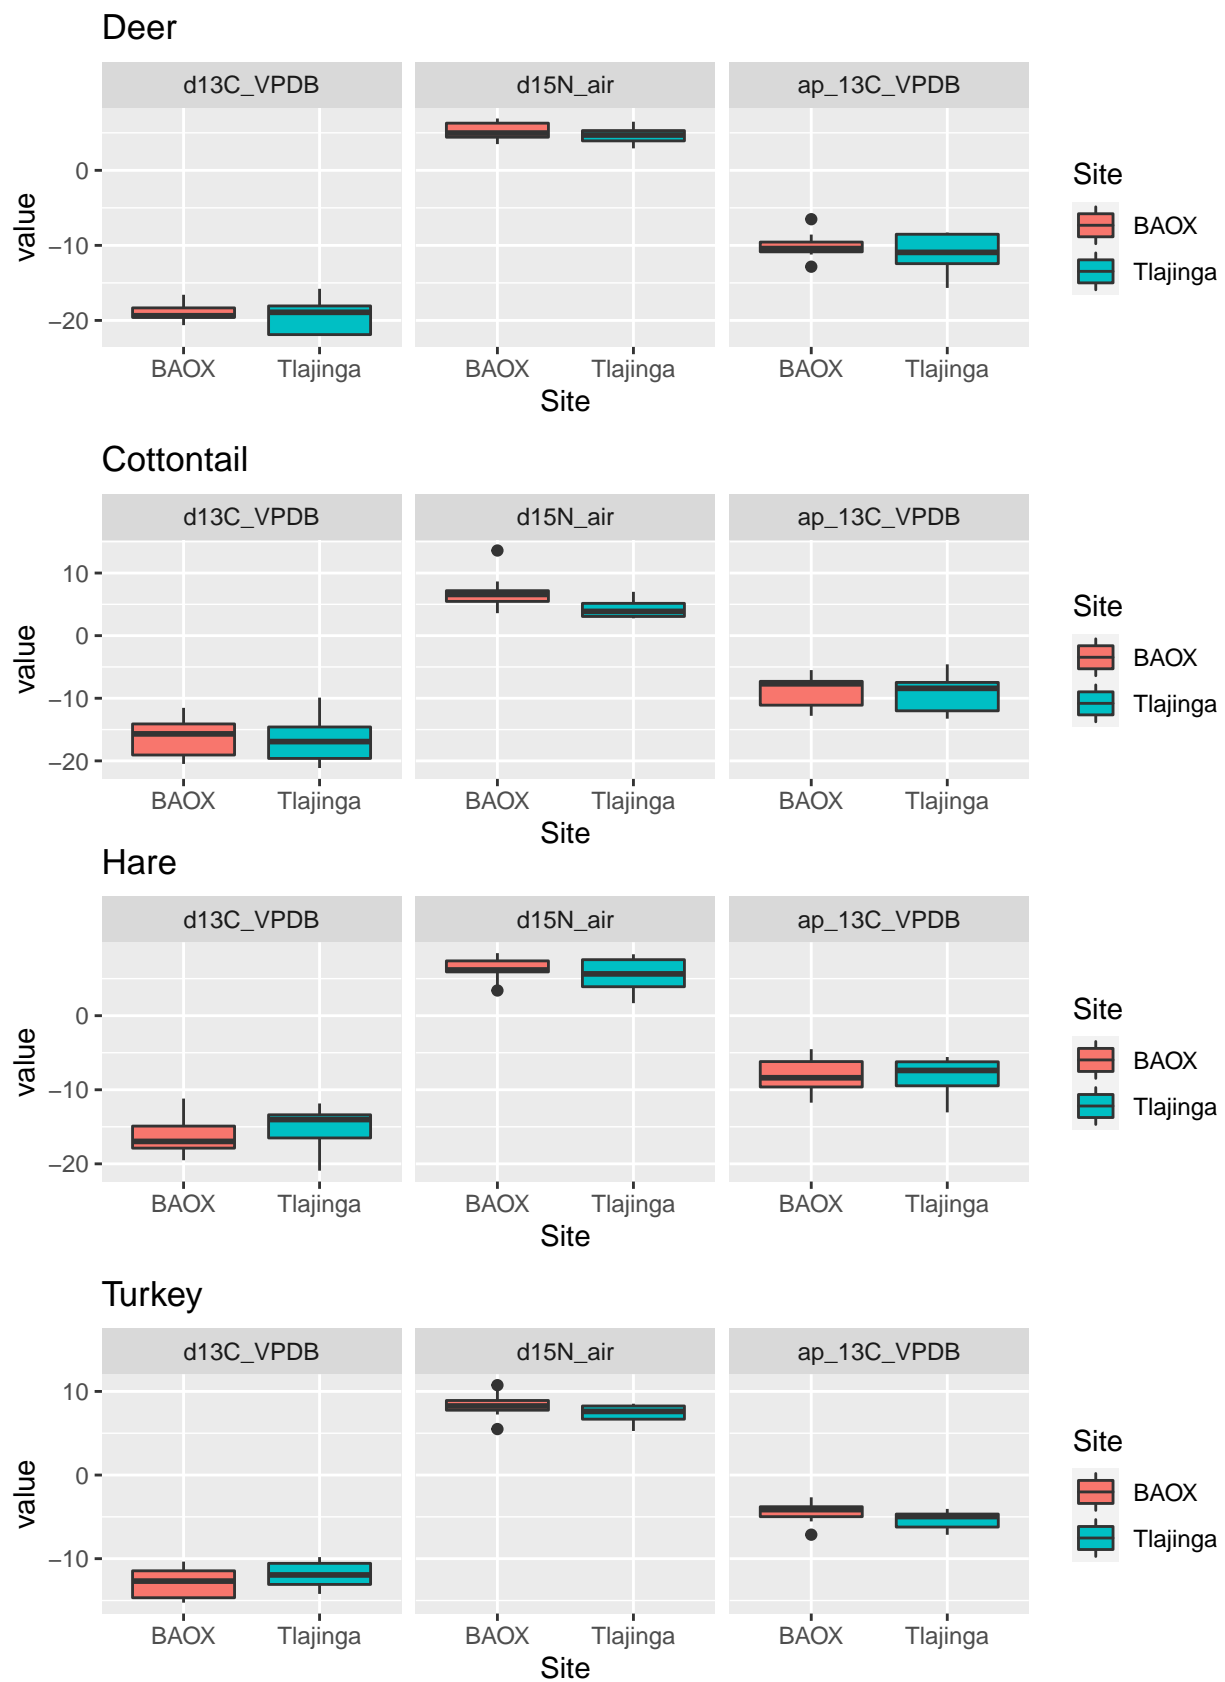 Deer
d13C_VPDB d15N_air ap_13C_VPDB
value
0
−10
−20
BAOX Tlajinga BAOX Tlajinga BAOX Tlajinga
Site
Site
BAOX
Tlajinga
Cottontail
d13C_VPDB d15N_air ap_13C_VPDB
value
10
0
−10
−20
BAOX Tlajinga BAOX Tlajinga BAOX Tlajinga
Site
Site
BAOX
Tlajinga
Hare
d13C_VPDB d15N_air ap_13C_VPDB
value
0
−10
−20
BAOX Tlajinga BAOX Tlajinga BAOX Tlajinga
Site
Site
BAOX
Tlajinga
Turkey
d13C_VPDB d15N_air ap_13C_VPDB
value
10
0
−10
BAOX Tlajinga BAOX Tlajinga BAOX Tlajinga
Site
Site
BAOX
Tlajinga